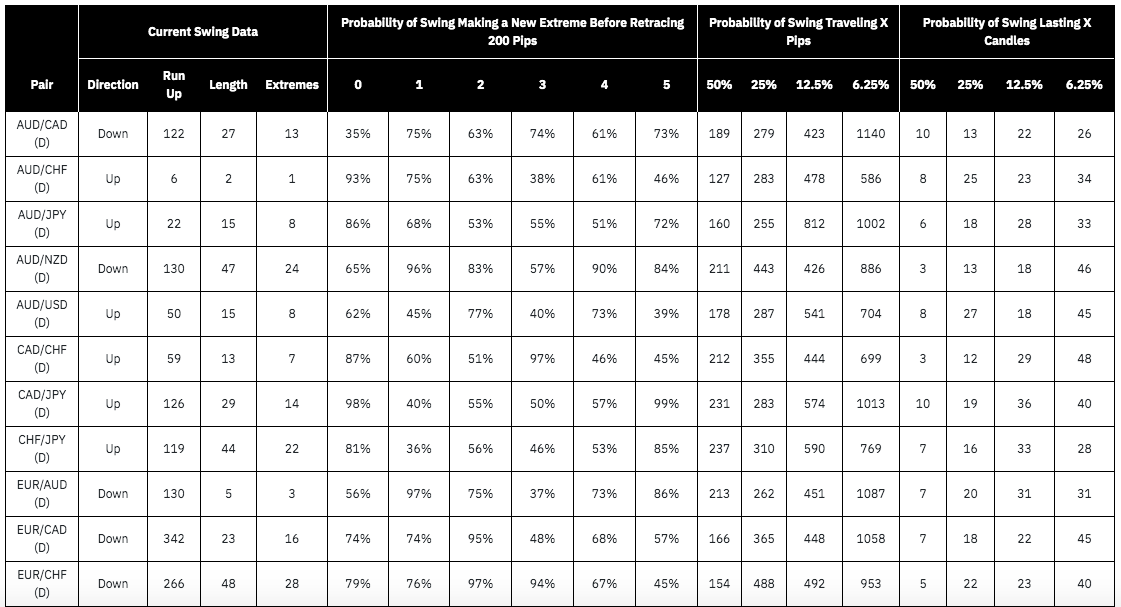 Current Swing Data
Probability of Swing Making a New Extreme Before Retracing
200 Pips
Probability of Swing Traveling X
Pips
Probability of Swing Lasting X
Candles
Pair Direction Run
Up Length Extremes 0 1 2 3 4 5 50% 25% 12.5% 6.25% 50% 25% 12.5% 6.25%
AUD/CAD
(D) Down 122 27 13 35% 75% 63% 74% 61% 73% 189 279 423 1140 10 13 22 26
AUD/CHF
(D) Up 6 2 1 93% 75% 63% 38% 61% 46% 127 283 478 586 8 25 23 34
AUD/JPY
(D) Up 22 15 8 86% 68% 53% 55% 51% 72% 160 255 812 1002 6 18 28 33
AUD/NZD
(D) Down 130 47 24 65% 96% 83% 57% 90% 84% 211 443 426 886 3 13 18 46
AUD/USD
(D) Up 50 15 8 62% 45% 77% 40% 73% 39% 178 287 541 704 8 27 18 45
CAD/CHF
(D) Up 59 13 7 87% 60% 51% 97% 46% 45% 212 355 444 699 3 12 29 48
CAD/JPY
(D) Up 126 29 14 98% 40% 55% 50% 57% 99% 231 283 574 1013 10 19 36 40
CHF/JPY
(D) Up 119 44 22 81% 36% 56% 46% 53% 85% 237 310 590 769 7 16 33 28
EUR/AUD
(D) Down 130 5 3 56% 97% 75% 37% 73% 86% 213 262 451 1087 7 20 31 31
EUR/CAD
(D) Down 342 23 16 74% 74% 95% 48% 68% 57% 166 365 448 1058 7 18 22 45
EUR/CHF
(D) Down 266 48 28 79% 76% 97% 94% 67% 45% 154 488 492 953 5 22 23 40